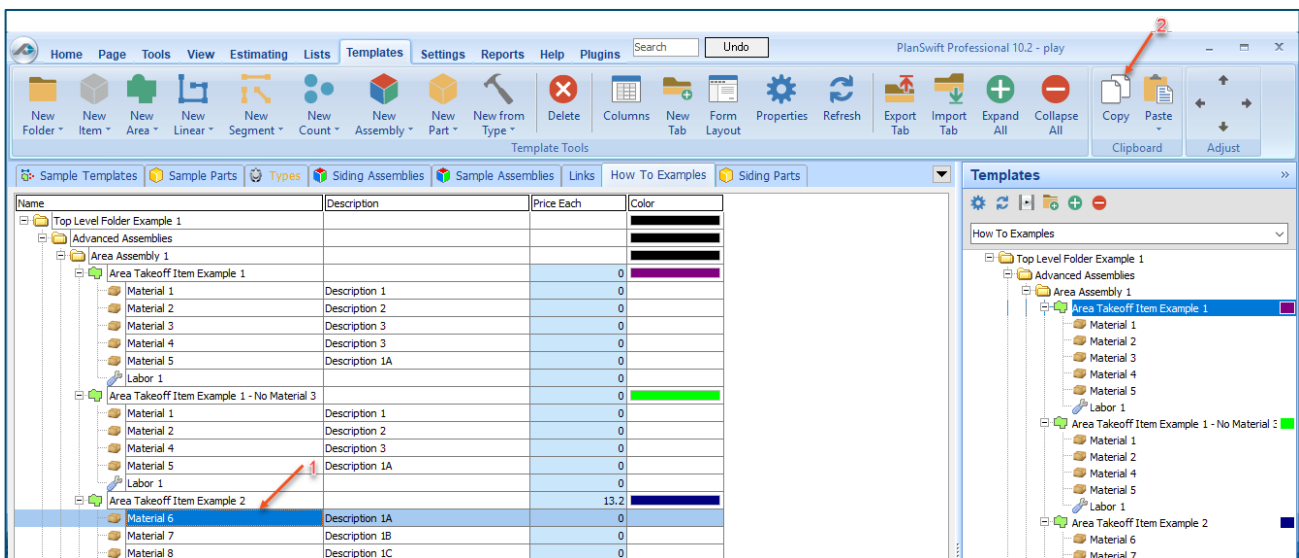 2
Home Page Tools View Estimating Lists Templates Settings Reports Help Plugins Search Undo PlanSwift Professional 10.2 - play
New Folder
New Item
New Area
New Linear
New Segment
New Count
New Assembly
New Part
New from Type
Delete
Columns
New Tab
Form Layout
Properties
Refresh
Export Tab
Import Tab
Expand All
Collapse All
Copy
Paste
Template Tools
Clipboard
Adjust
Sample Templates Sample Parts Types Siding Assemblies Sample Assemblies Links How To Examples Siding Parts
Name Description Price Each Color
Top Level Folder Example 1
Advanced Assemblies
Area Assembly 1
Area Takeoff Item Example 1 0
Material 1 Description 1 0
Material 2 Description 2 0
Material 3 Description 3 0
Material 4 Description 3 0
Material 5 Description 1A 0
Labor 1 0
Area Takeoff Item Example 1 - No Material 3 0
Material 1 Description 1 0
Material 2 Description 2 0
Material 4 Description 3 0
Material 5 Description 1A 0
1
Labor 1 0
Area Takeoff Item Example 2 13.2
Material 6 Description 1A 0
Material 7 Description 1B 0
Material 8 Description 1C 0
Templates
How To Examples
Top Level Folder Example 1
Advanced Assemblies
Area Assembly 1
Area Takeoff Item Example 1
Material 1
Material 2
Material 3
Material 4
Material 5
Labor 1
Area Takeoff Item Example 1 - No Material 3
Material 1
Material 2
Material 4
Material 5
Labor 1
Area Takeoff Item Example 2
Material 6
Material 7